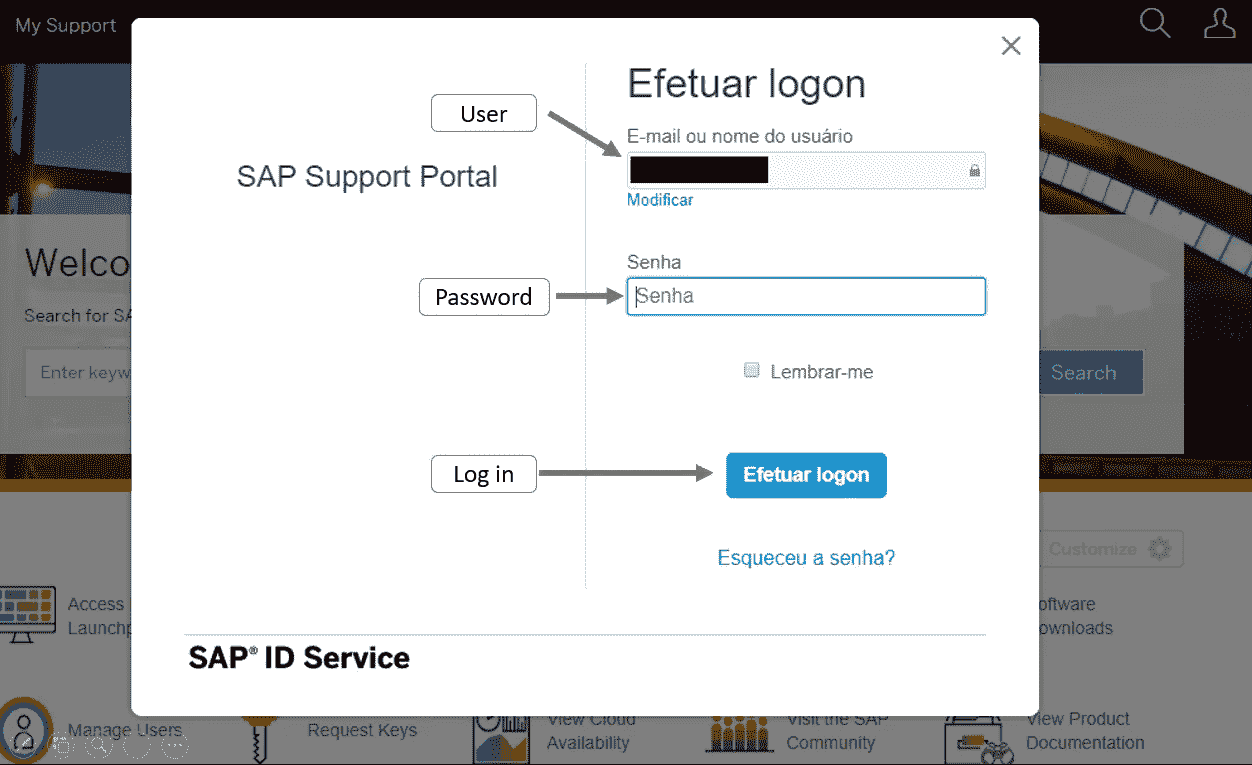 My Support
Efetuar logon
User
E-mail ou nome do usuário
SAP Support Portal
Modificar
Welco
Senha
Password
Senha
Search for SA
Enter keyw
Lembrar-me
Search
Log in
Efetuar logon
Customize
Esqueceu a senha?
Access
Launchp
oftware
ownloads
SAP® ID Service
Manage Users
Request Keys
View Cloud
Availability
Visit the SAP
Community
View Product
Documentation